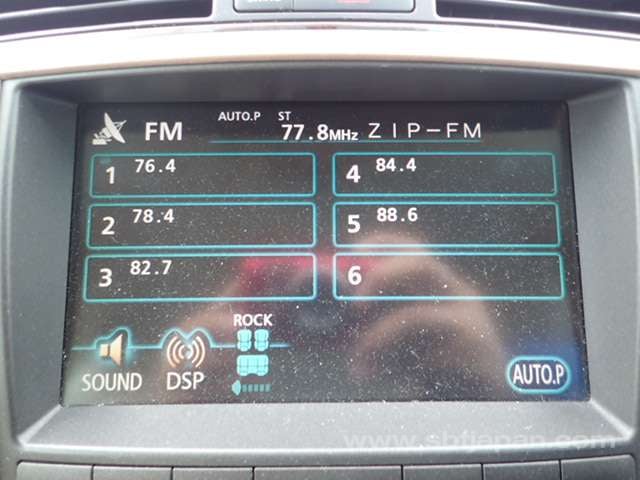 AUTO.P ST
FM 77.8MHz ZIP-FM
1 76.4
4 84.4
2 78.4
5 88.6
3 82.7
6
ROCK
SOUND DSP
AUTO.P
www.sbtjapan.com